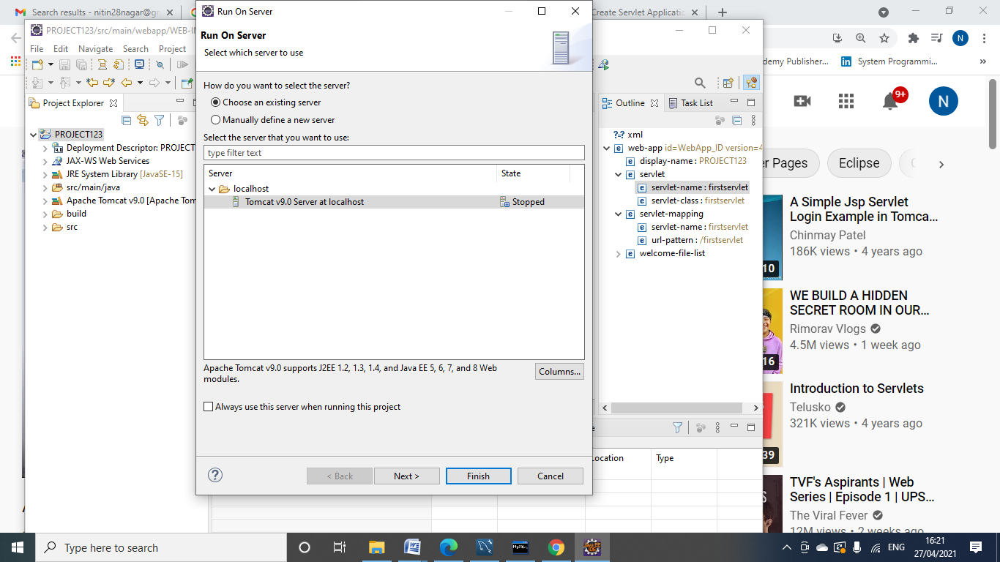 Search results - nitin28nagar@gr
Create Servlet Applicatio
Run On Server
PROJECT123/src/main/webapp/WEB-IN
File Edit Navigate Search Project
Run On Server
Select which server to use
How do you want to select the server?
Choose an existing server
Manually define a new server
Select the server that you want to use:
type filter text
Server State
localhost
Tomcat v9.0 Server at localhost Stopped
Apache Tomcat v9.0 supports J2EE 1.2, 1.3, 1.4, and Java EE 5, 6, 7, and 8 Web
modules.
Columns...
Always use this server when running this project
< Back Next > Finish Cancel
Project Explorer
PROJECT123
Deployment Descriptor: PROJECT
JAX-WS Web Services
JRE System Library [JavaSE-15]
src/main/java
Apache Tomcat v9.0 [Apache Tom
build
src
Outline Task List
xml
web-app id=WebApp_ID version=4
display-name : PROJECT123
servlet
servlet-name : firstservlet
servlet-class : firstservlet
servlet-mapping
servlet-name : firstservlet
url-pattern : /firstservlet
welcome-file-list
Location Type
N
demy Publisher...
System Programmi...
»
9+
N
er Pages
Eclipse
A Simple Jsp Servlet
Login Example in Tomca...
Chinmay Patel
186K views • 4 years ago
10
WE BUILD A HIDDEN
SECRET ROOM IN OUR...
Rimorav Vlogs
4.5M views • 1 week ago
16
Introduction to Servlets
Telusko
321K views • 4 years ago
39
TVF's Aspirants | Web
Series | Episode 1 | UPS...
The Viral Fever
12M views • 2 weeks ago
Type here to search
MySQL
Java EE
IDE
ENG
16:21
27/04/2021